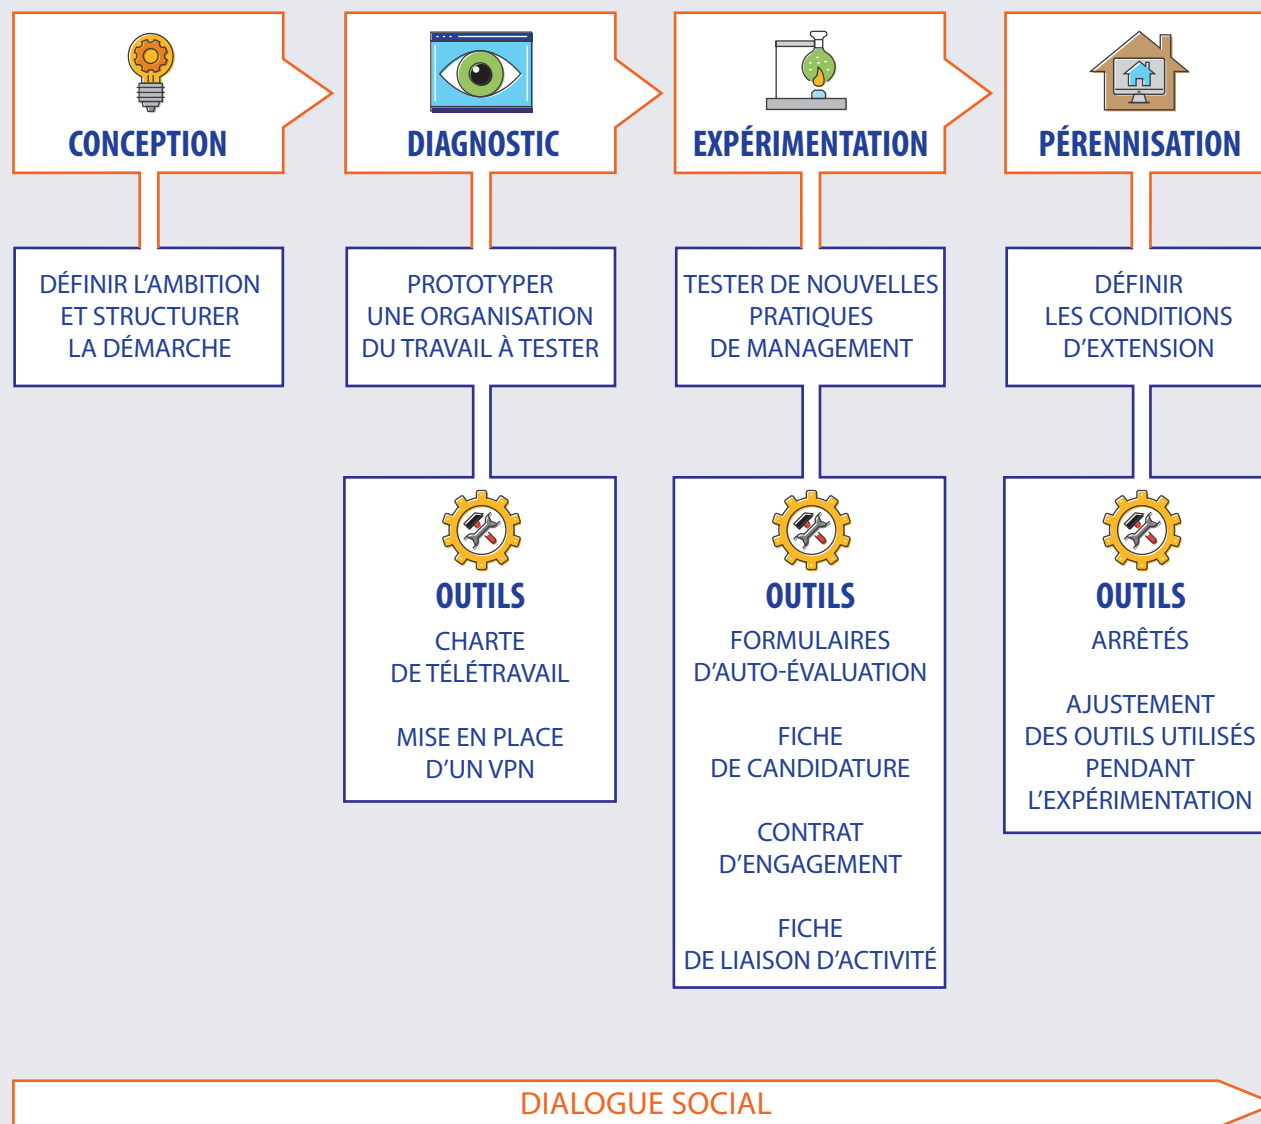 CONCEPTION
DÉFINIR L'AMBITION
ET STRUCTURER
LA DÉMARCHE
DIAGNOSTIC
PROTOTYPER
UNE ORGANISATION
DU TRAVAIL À TESTER
OUTILS
CHARTE
DE TÉLÉTRAVAIL
MISE EN PLACE
D'UN VPN
EXPÉRIMENTATION
TESTER DE NOUVELLES
PRATIQUES
DE MANAGEMENT
OUTILS
FORMULAIRES
D'AUTO-ÉVALUATION
FICHE
DE CANDIDATURE
CONTRAT
D'ENGAGEMENT
FICHE
DE LIAISON D'ACTIVITÉ
PÉRENNISATION
DÉFINIR
LES CONDITIONS
D'EXTENSION
OUTILS
ARRÊTÉS
AJUSTEMENT
DES OUTILS UTILISÉS
PENDANT
L'EXPÉRIMENTATION
DIALOGUE SOCIAL